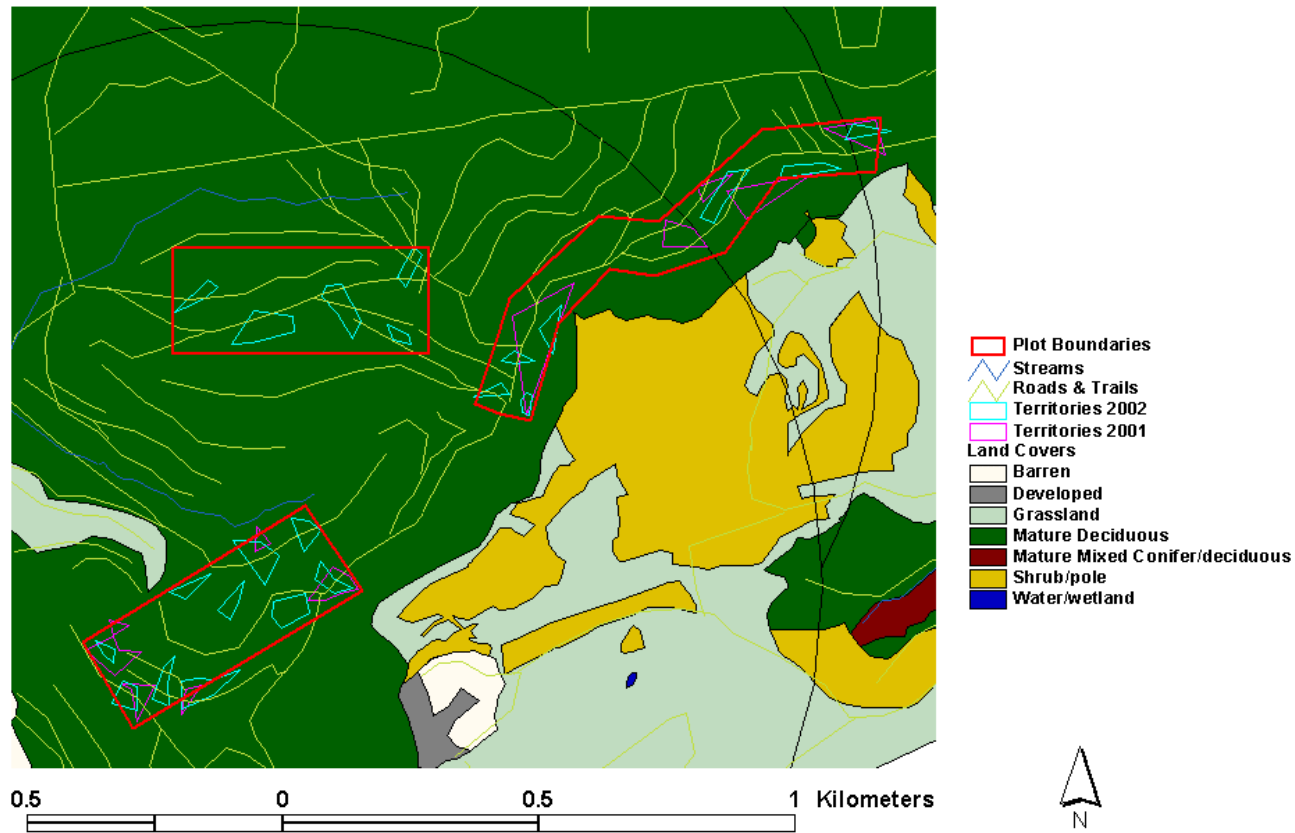 Plot Boundaries
Streams
Roads & Trails
Territories 2002
Territories 2001
Land Covers
Barren
Developed
Grassland
Mature Deciduous
Mature Mixed Conifer/deciduous
Shrub/pole
Water/wetland
0.5 0 0.5 1 Kilometers
N